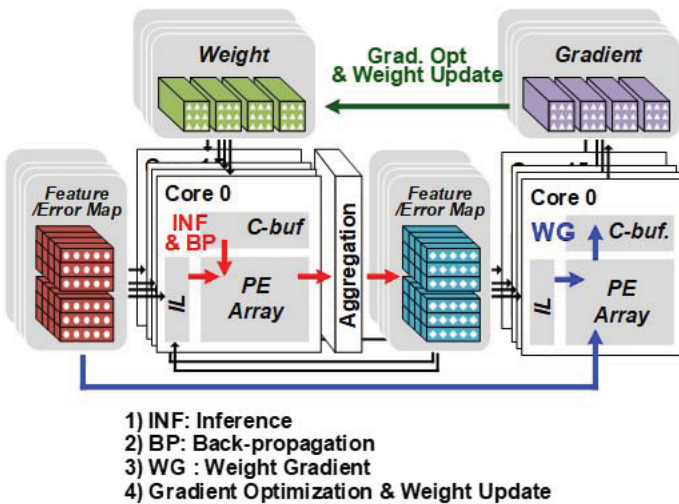 Weight
Grad. Opt
& Weight Update
Gradient
Feature
/Error Map
Core 0
INF
& BP
C-buf
IL
PE
Array
Aggregation
Feature
/Error Map
Core 0
WG
C-buf.
IL
PE
Array
1) INF: Inference
2) BP: Back-propagation
3) WG : Weight Gradient
4) Gradient Optimization & Weight Update